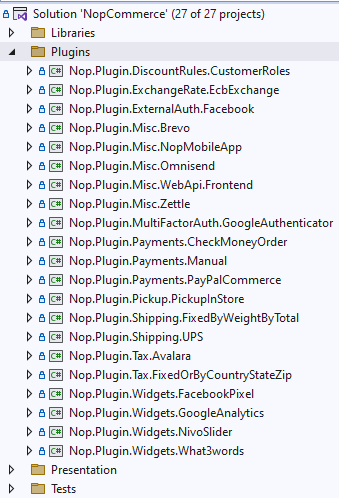 Solution 'NopCommerce' (27 of 27 projects)
Libraries
Plugins
C# Nop.Plugin.DiscountRules.CustomerRoles
C# Nop.Plugin.ExchangeRate.EcbExchange
C# Nop.Plugin.ExternalAuth.Facebook
C# Nop.Plugin.Misc.Brevo
C# Nop.Plugin.Misc.NopMobileApp
C# Nop.Plugin.Misc.Omnisend
C# Nop.Plugin.Misc.WebApi.Frontend
C# Nop.Plugin.Misc.Zettle
C# Nop.Plugin.MultiFactorAuth.GoogleAuthenticator
C# Nop.Plugin.Payments.CheckMoneyOrder
C# Nop.Plugin.Payments.Manual
C# Nop.Plugin.Payments.PayPalCommerce
C# Nop.Plugin.Pickup.PickupInStore
C# Nop.Plugin.Shipping.FixedByWeightByTotal
C# Nop.Plugin.Shipping.UPS
C# Nop.Plugin.Tax.Avalara
C# Nop.Plugin.Tax.FixedOrByCountryStateZip
C# Nop.Plugin.Widgets.FacebookPixel
C# Nop.Plugin.Widgets.GoogleAnalytics
C# Nop.Plugin.Widgets.NivoSlider
C# Nop.Plugin.Widgets.What3words
Presentation
Tests